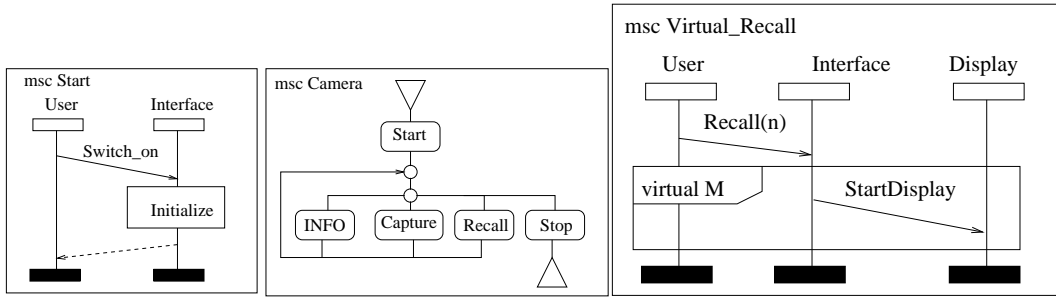 msc Start
User Interface
Switch_on
Initialize
msc Camera
Start
INFO Capture Recall Stop
msc Virtual_Recall
User Interface Display
Recall(n)
virtual M StartDisplay